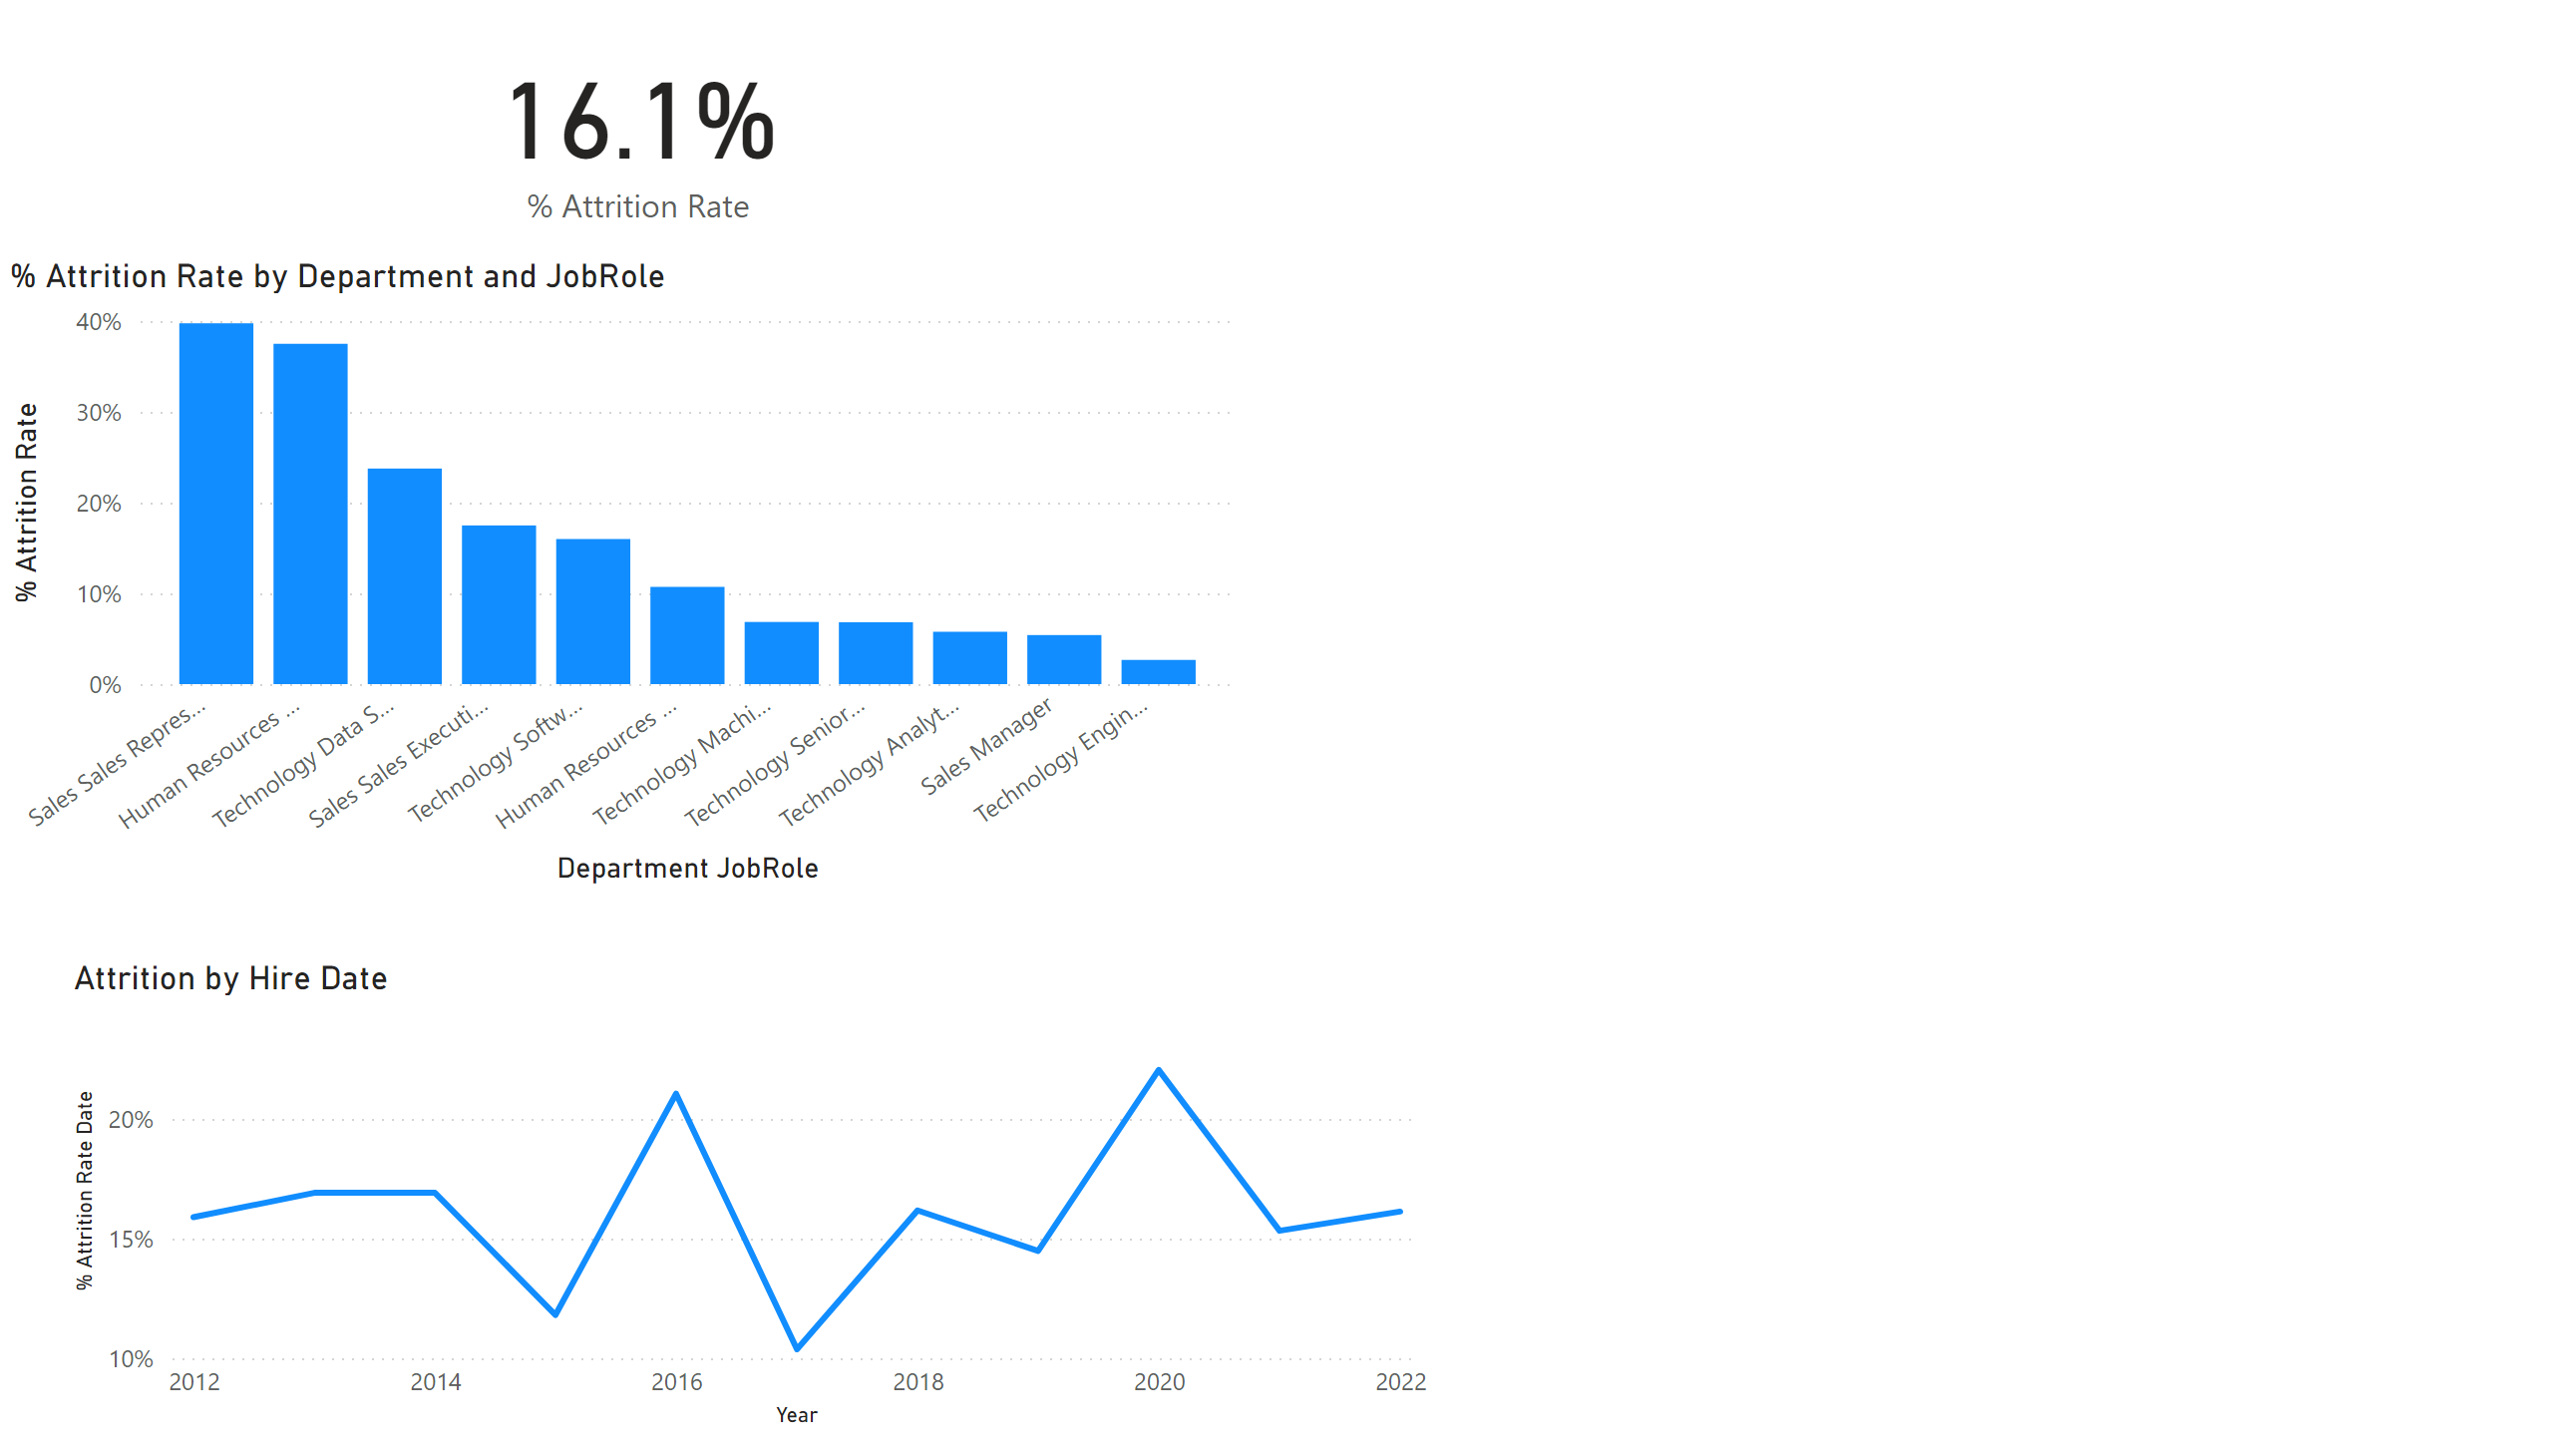 16.1%
% Attrition Rate
% Attrition Rate by Department and JobRole
% Attrition Rate
40%
30%
20%
10%
0%
Sales Sales Repres...
Human Resources ...
Technology Data S...
Sales Sales Executi...
Technology Softw...
Human Resources ...
Technology Machi...
Technology Senior...
Technology Analyt...
Sales Manager
Technology Engin...
Department JobRole
Attrition by Hire Date
% Attrition Rate Date
20%
15%
10%
2012 2014 2016 2018 2020 2022
Year